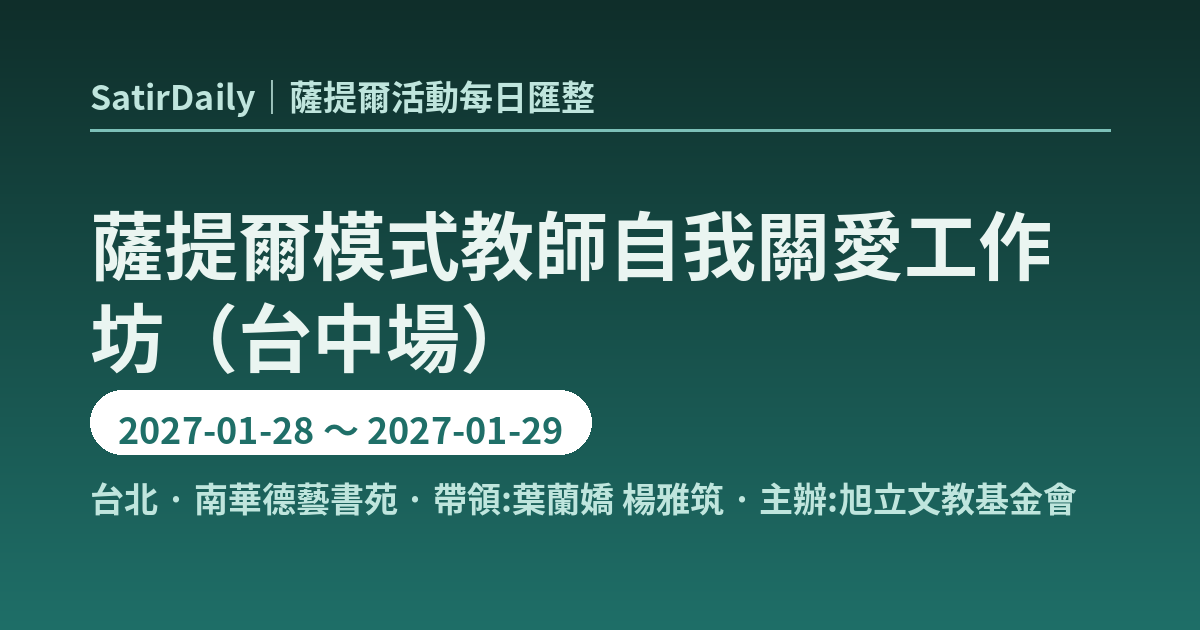 SatirDaily｜薩提爾活動每日匯整
薩提爾模式教師自我關愛工作
坊（台中場）
2027-01-28 ～ 2027-01-29
台北 · 南華德藝書苑 · 帶領:葉蘭嬌 楊雅筑 · 主辦:旭立文教基金會